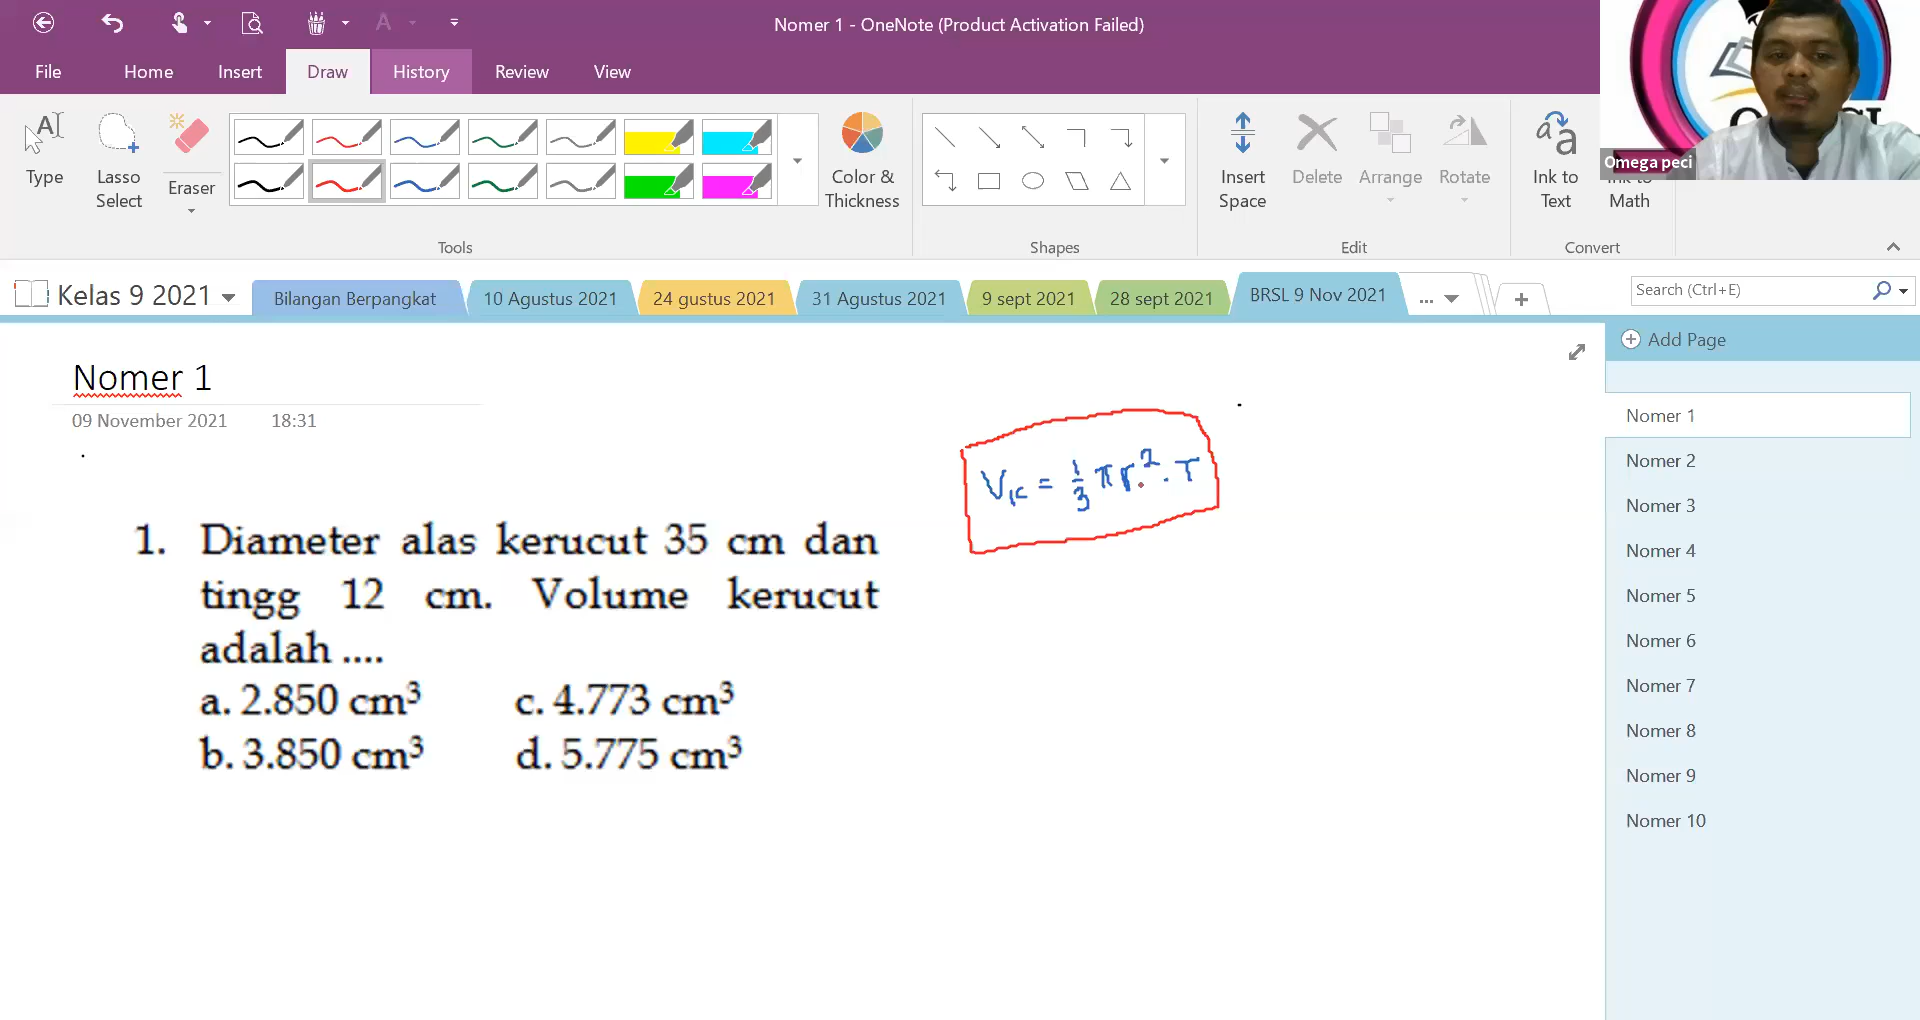 Nomer 1 - OneNote (Product Activation Failed)
File Home Insert Draw History Review View
Type
Lasso Select
Eraser
Color & Thickness
Insert Space
Delete
Arrange
Rotate
Ink to Text
Ink to Math
Omega peci
Tools Shapes Edit Convert
Kelas 9 2021
Bilangan Berpangkat
10 Agustus 2021
24 gustus 2021
31 Agustus 2021
9 sept 2021
28 sept 2021
BRSL 9 Nov 2021
...
Search (Ctrl+E)
Add Page
Nomer 1
09 November 2021 18:31
V_K = 1/3 π r² . T
1. Diameter alas kerucut 35 cm dan
tingg 12 cm. Volume kerucut
adalah ....
a. 2.850 cm³ c. 4.773 cm³
b. 3.850 cm³ d. 5.775 cm³
Nomer 1
Nomer 2
Nomer 3
Nomer 4
Nomer 5
Nomer 6
Nomer 7
Nomer 8
Nomer 9
Nomer 10